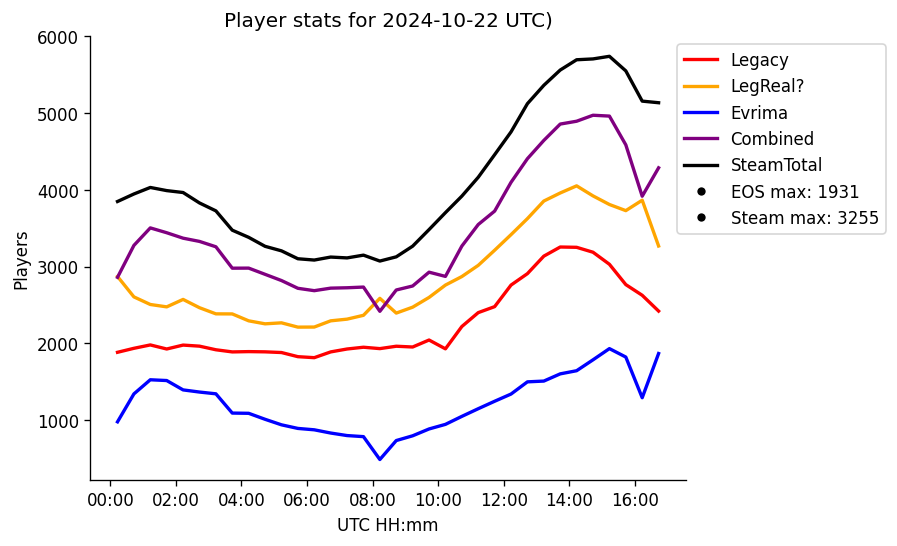 Player stats for 2024-10-22 UTC)
6000
5000
4000
3000
2000
1000
Players
00:00 02:00 04:00 06:00 08:00 10:00 12:00 14:00 16:00
UTC HH:mm
Legacy
LegReal?
Evrima
Combined
SteamTotal
EOS max: 1931
Steam max: 3255